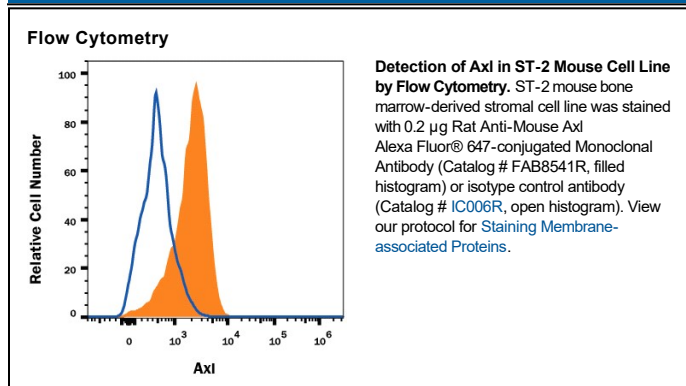 Flow Cytometry
100
80
60
40
20
0
Relative Cell Number
0 10³ 10⁴ 10⁵ 10⁶
Axl
Detection of Axl in ST-2 Mouse Cell Line
by Flow Cytometry. ST-2 mouse bone
marrow-derived stromal cell line was stained
with 0.2 µg Rat Anti-Mouse Axl
Alexa Fluor® 647-conjugated Monoclonal
Antibody (Catalog # FAB8541R, filled
histogram) or isotype control antibody
(Catalog # IC006R, open histogram). View
our protocol for Staining Membrane-
associated Proteins.